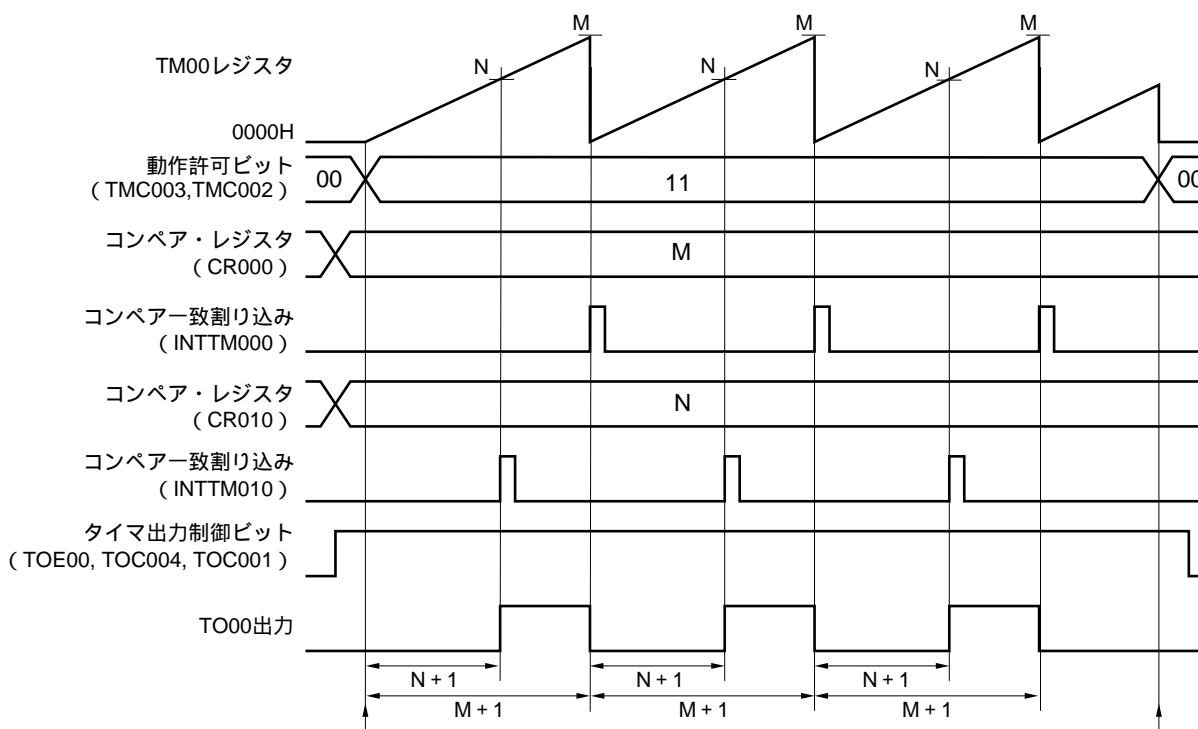 M M M
TM00レジスタ N N N
0000H
動作許可ビット
（TMC003,TMC002） 00 11 00
コンペア・レジスタ
（CR000） M
コンペア一致割り込み
（INTTM000）
コンペア・レジスタ
（CR010） N
コンペア一致割り込み
（INTTM010）
タイマ出力制御ビット
（TOE00, TOC004, TOC001）
TO00出力
N + 1 N + 1 N + 1
M + 1 M + 1 M + 1